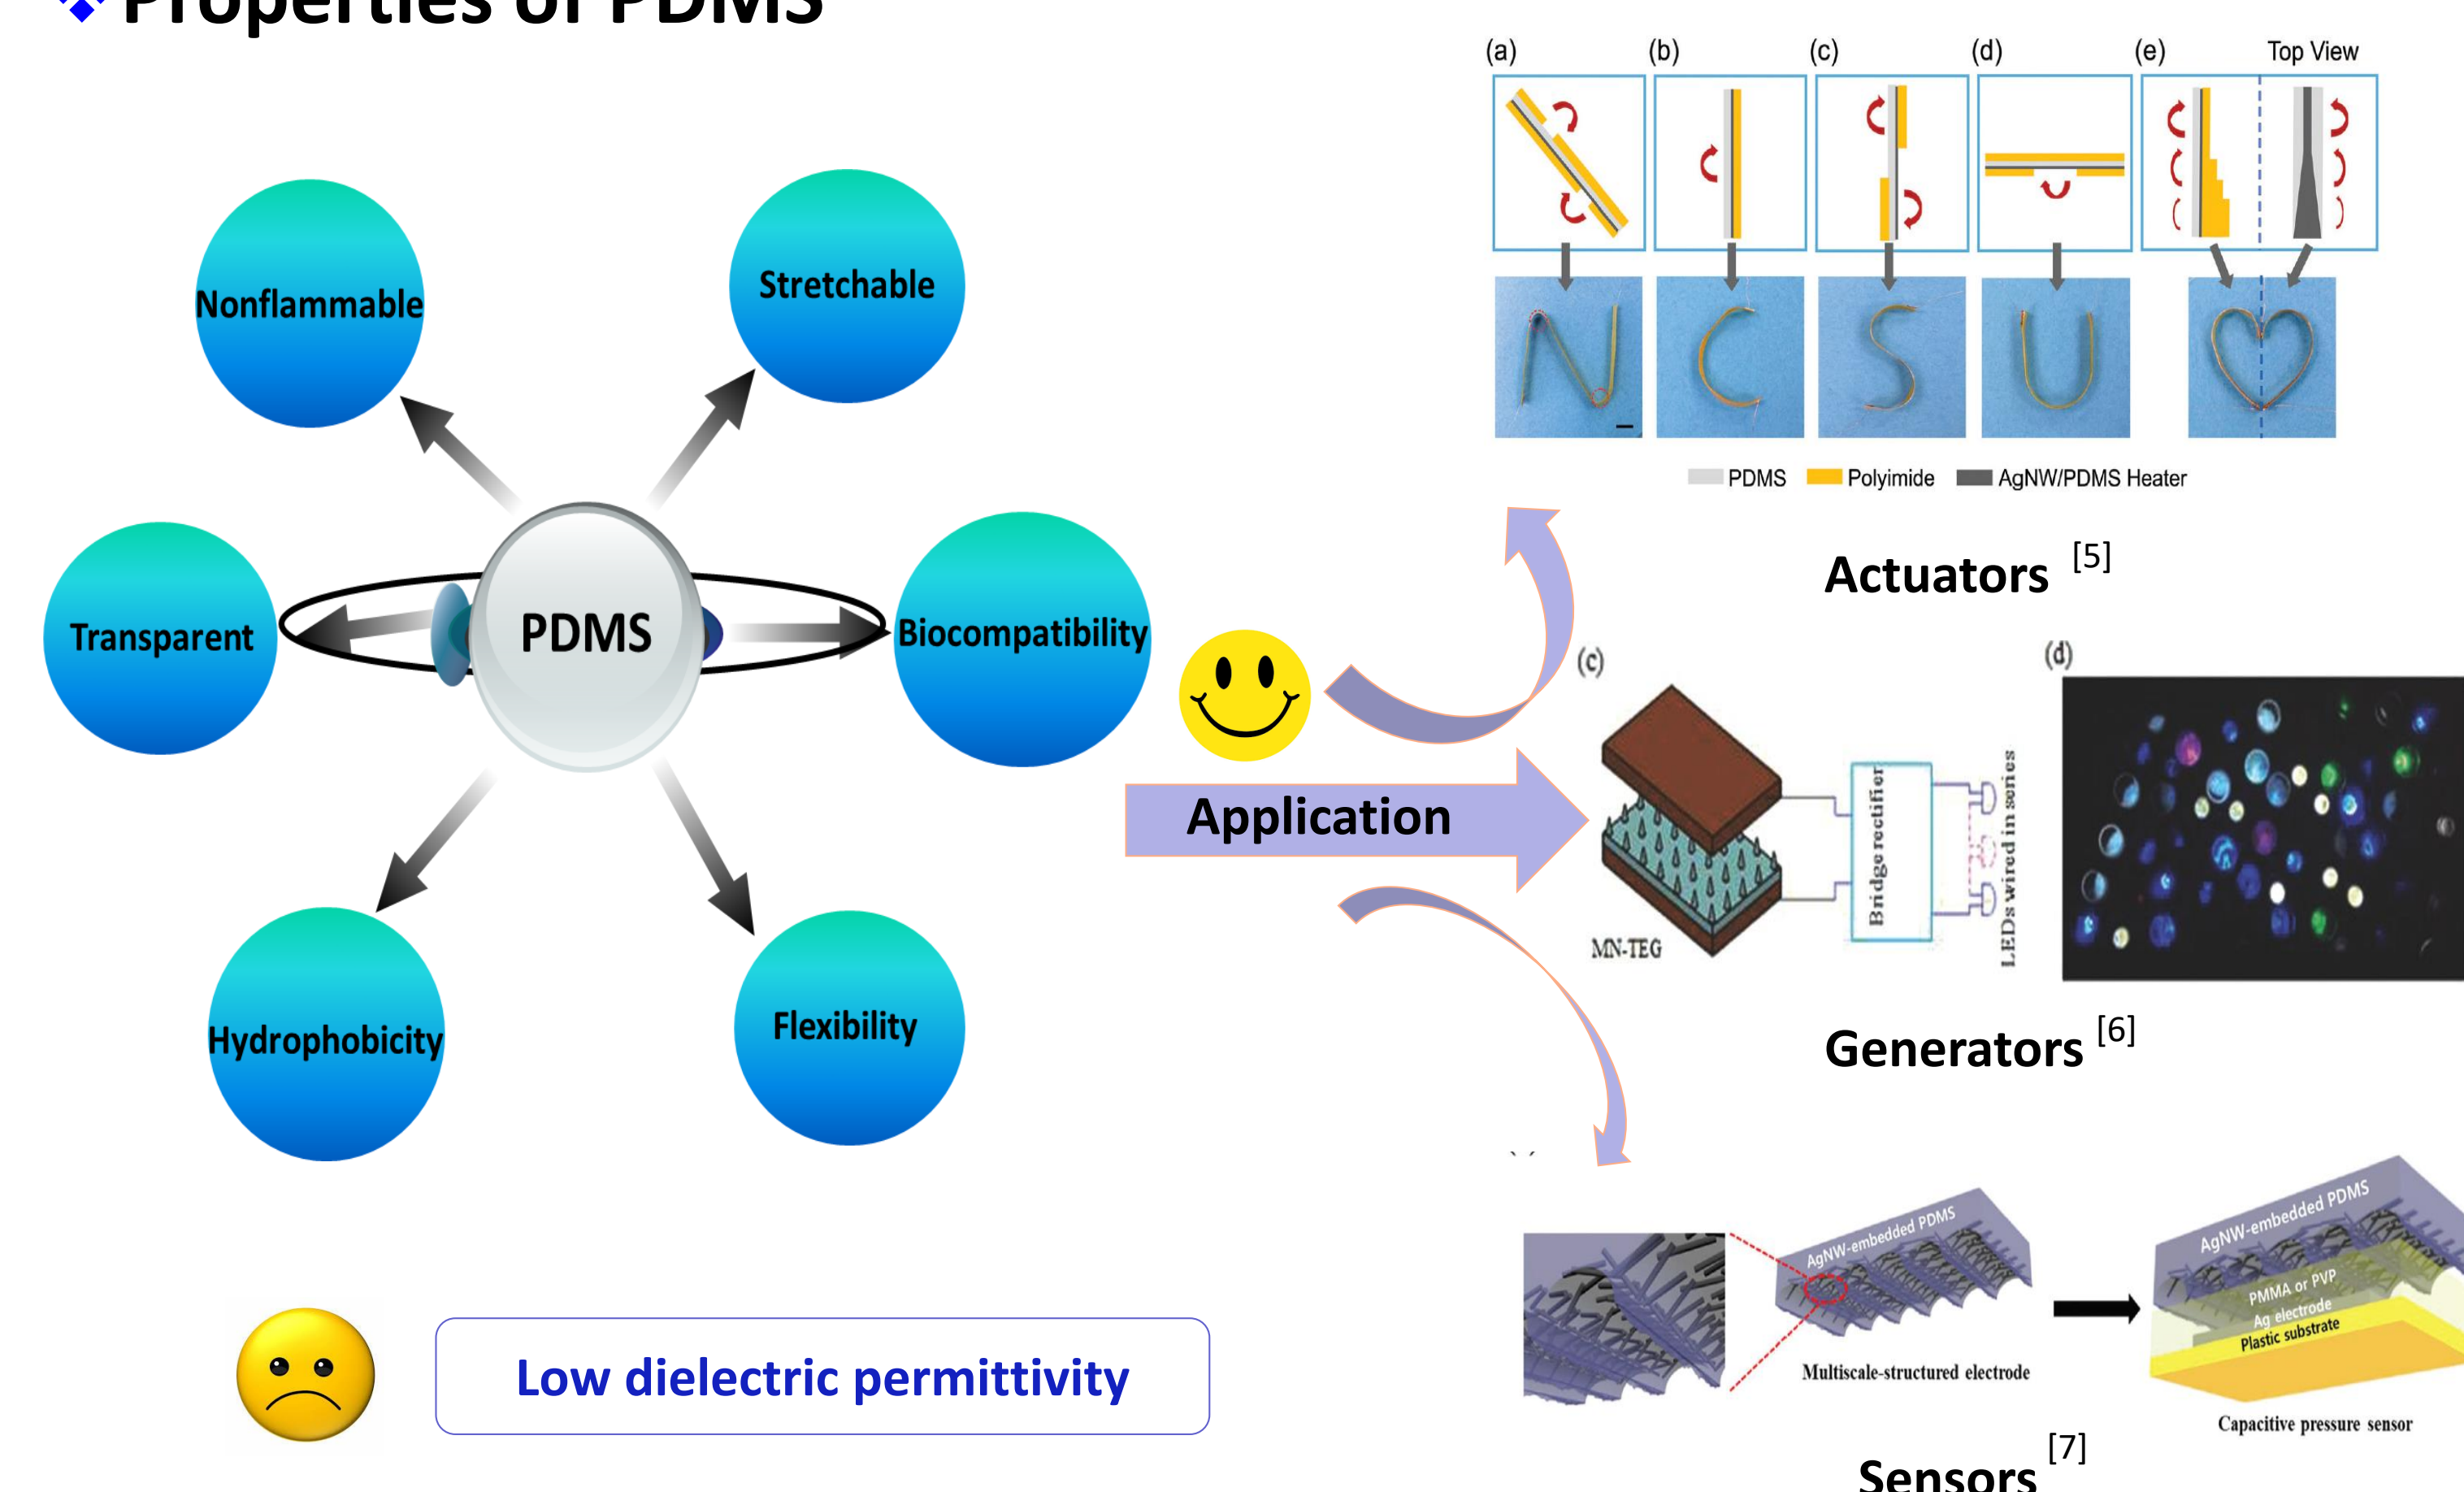 Properties of PDMS
Nonflammable
Stretchable
Transparent
PDMS
Biocompatibility
Hydrophobicity
Flexibility
Low dielectric permittivity
Application
(a) (b) (c) (d) (e) Top View
PDMS Polyimide AgNW/PDMS Heater
Actuators [5]
(c) (d)
MN-TEG
Bridge rectifier
LEDs wired in series
Generators [6]
AgNW-embedded PDMS
Multiscale-structured electrode
AgNW-embedded PDMS
PMMA or PVP
Ag electrode
Plastic substrate
Capacitive pressure sensor
Sensors [7]